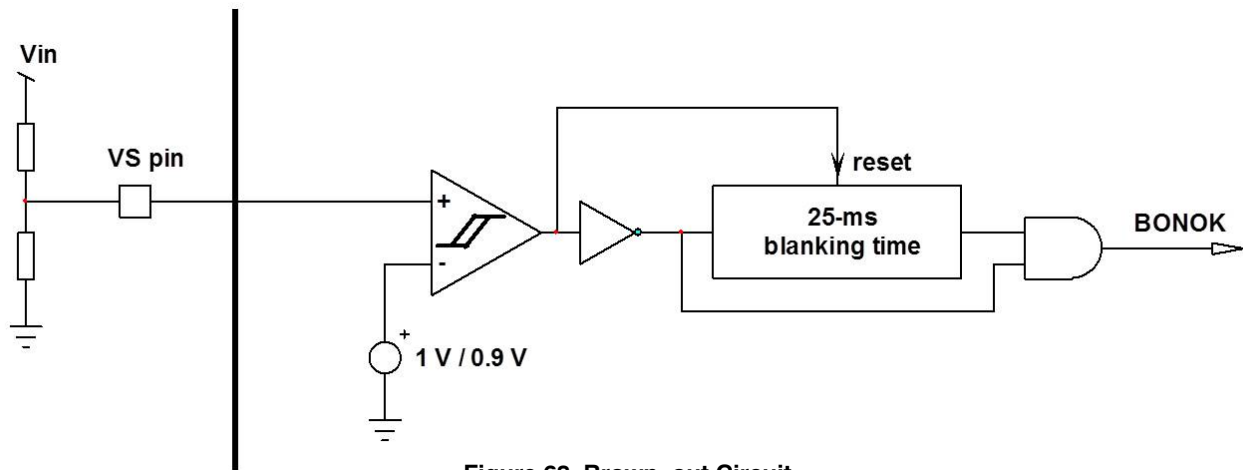 Vin
VS pin
+
-
+
1 V / 0.9 V
reset
25-ms
blanking time
BONOK